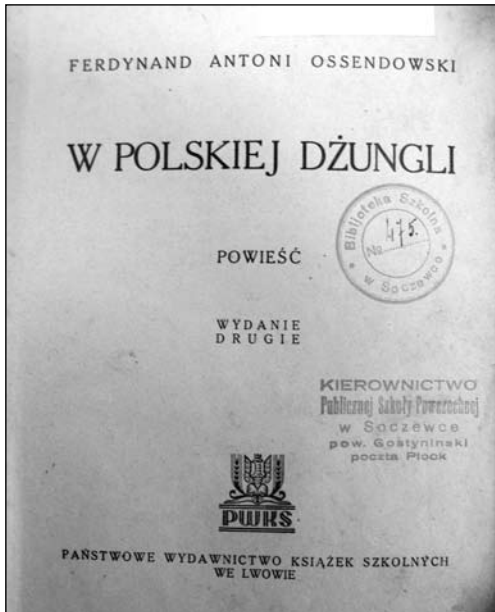 FERDYNAND ANTONI OSSENDOWSKI
W POLSKIEJ DŻUNGLI
Biblioteka Szkolna
No 475.
w Soczewce
POWIEŚĆ
WYDANIE
DRUGIE
KIEROWNICTWO
Publicznej Szkoły Powszechnej
w Soczewce
pow. Gostyninski
poczta Płock
PWKS
PAŃSTWOWE WYDAWNICTWO KSIĄŻEK SZKOLNYCH
WE LWOWIE